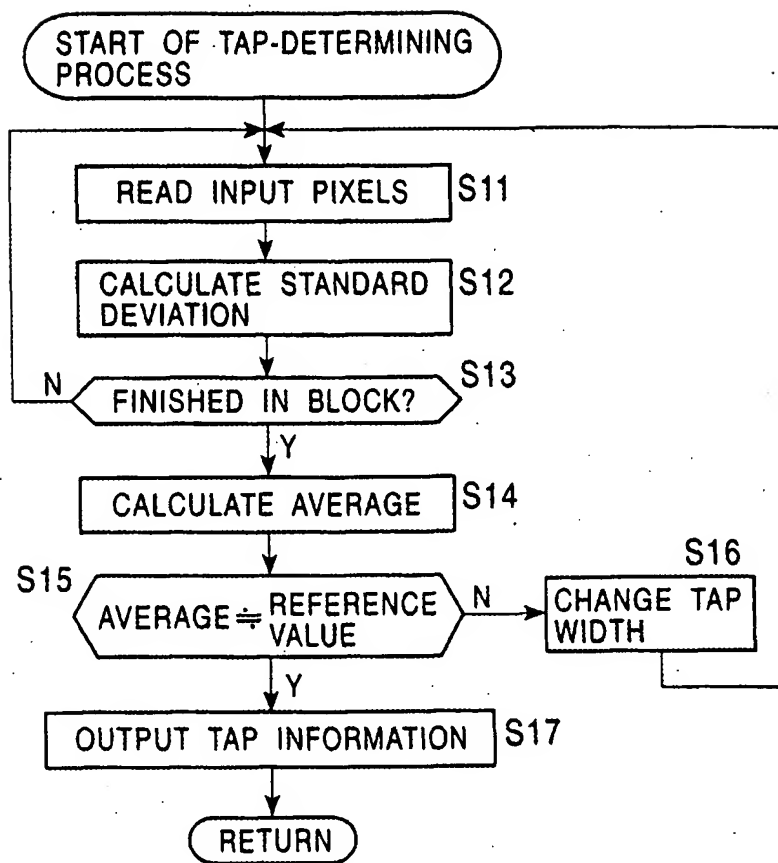 START OF TAP-DETERMINING
PROCESS
READ INPUT PIXELS
S11
CALCULATE STANDARD
DEVIATION
S12
N
FINISHED IN BLOCK?
S13
Y
CALCULATE AVERAGE
S14
S15
AVERAGE ≒ REFERENCE
VALUE
N
S16
CHANGE TAP
WIDTH
Y
OUTPUT TAP INFORMATION
S17
RETURN